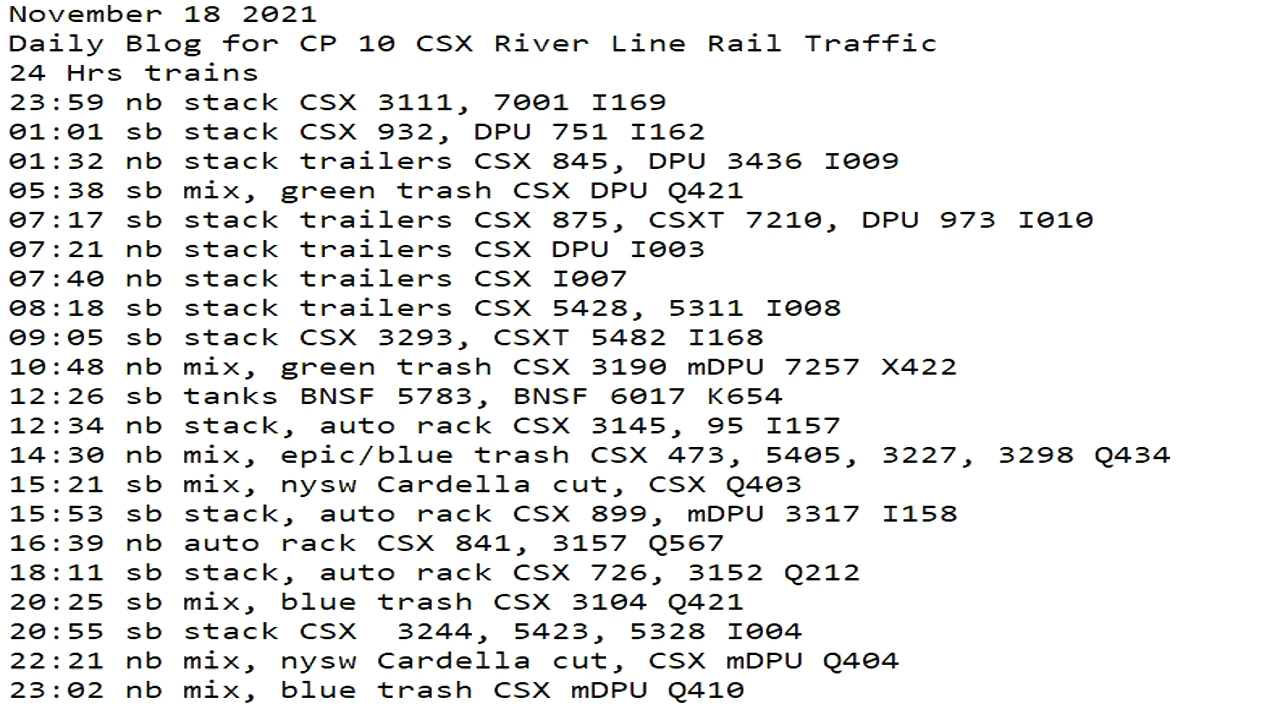 November 18 2021
Daily Blog for CP 10 CSX River Line Rail Traffic
24 Hrs trains
23:59 nb stack CSX 3111, 7001 I169
01:01 sb stack CSX 932, DPU 751 I162
01:32 nb stack trailers CSX 845, DPU 3436 I009
05:38 sb mix, green trash CSX DPU Q421
07:17 sb stack trailers CSX 875, CSXT 7210, DPU 973 I010
07:21 nb stack trailers CSX DPU I003
07:40 nb stack trailers CSX I007
08:18 sb stack trailers CSX 5428, 5311 I008
09:05 sb stack CSX 3293, CSXT 5482 I168
10:48 nb mix, green trash CSX 3190 mDPU 7257 X422
12:26 sb tanks BNSF 5783, BNSF 6017 K654
12:34 nb stack, auto rack CSX 3145, 95 I157
14:30 nb mix, epic/blue trash CSX 473, 5405, 3227, 3298 Q434
15:21 sb mix, nysw Cardella cut, CSX Q403
15:53 sb stack, auto rack CSX 899, mDPU 3317 I158
16:39 nb auto rack CSX 841, 3157 Q567
18:11 sb stack, auto rack CSX 726, 3152 Q212
20:25 sb mix, blue trash CSX 3104 Q421
20:55 sb stack CSX  3244, 5423, 5328 I004
22:21 nb mix, nysw Cardella cut, CSX mDPU Q404
23:02 nb mix, blue trash CSX mDPU Q410